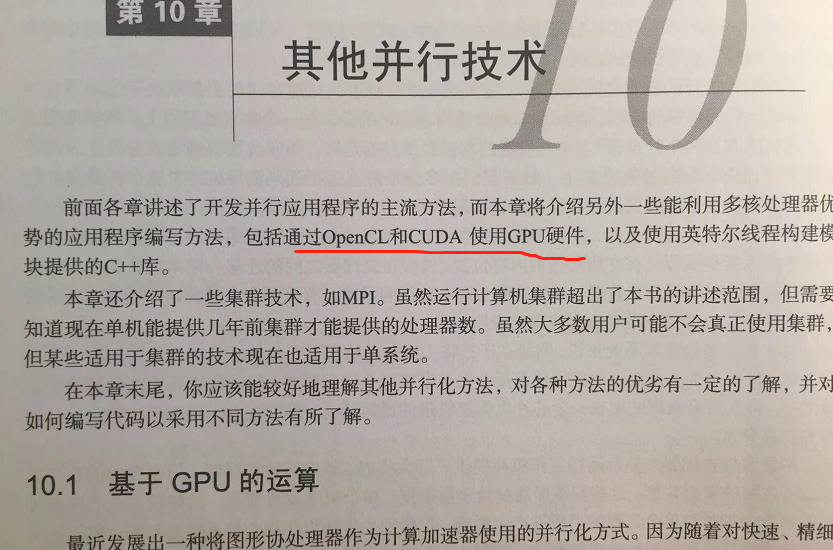 第 10 章
10
其他并行技术
前面各章讲述了开发并行应用程序的主流方法，而本章将介绍另外一些能利用多核处理器优
势的应用程序编写方法，包括通过OpenCL和CUDA 使用GPU硬件，以及使用英特尔线程构建模
块提供的C++库。
本章还介绍了一些集群技术，如MPI。虽然运行计算机集群超出了本书的讲述范围，但需要
知道现在单机能提供几年前集群才能提供的处理器数。虽然大多数用户可能不会真正使用集群，
但某些适用于集群的技术现在也适用于单系统。
在本章末尾，你应该能较好地理解其他并行化方法，对各种方法的优劣有一定的了解，并对
如何编写代码以采用不同方法有所了解。
10.1 基于 GPU 的运算
最近发展出一种将图形协处理器作为计算加速器使用的并行化方式。因为随着对快速、精细